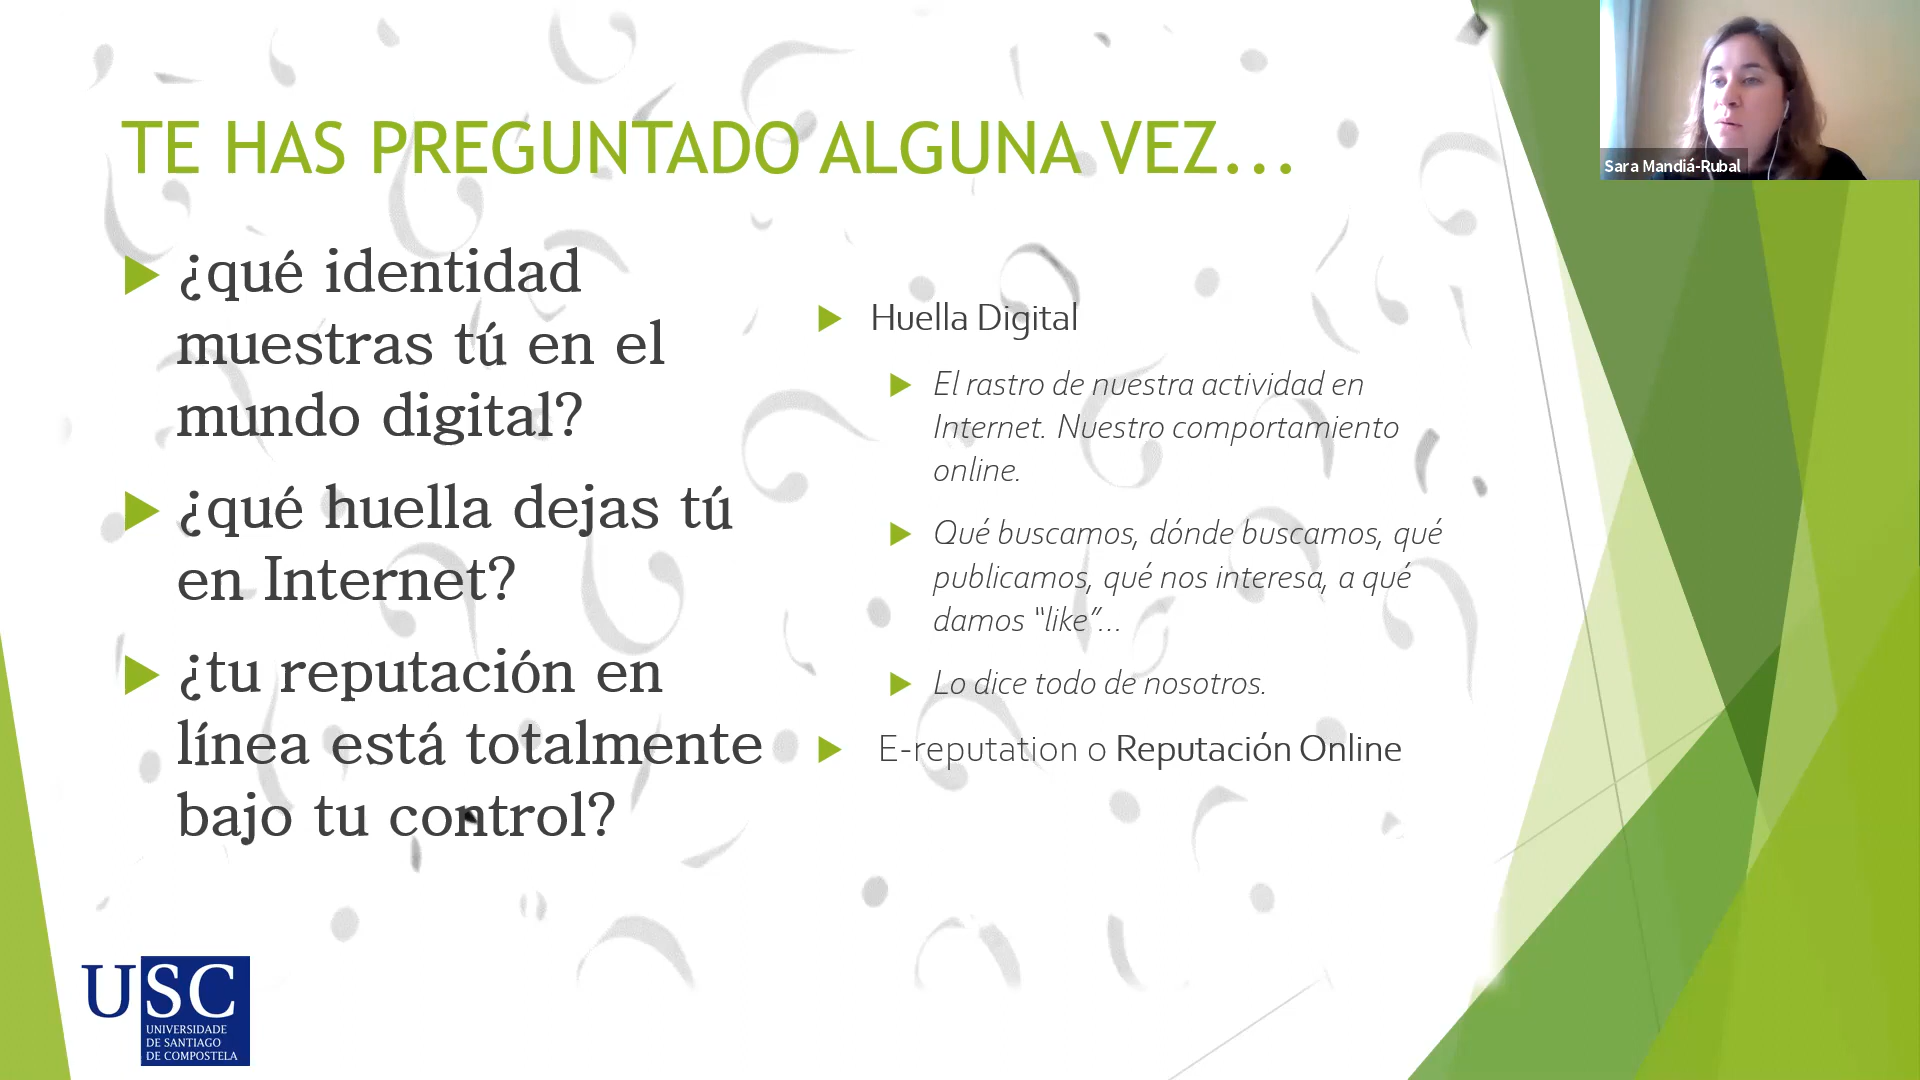 TE HAS PREGUNTADO ALGUNA VEZ...
¿qué identidad
muestras tú en el
mundo digital?
¿qué huella dejas tú
en Internet?
¿tu reputación en
línea está totalmente
bajo tu control?
Huella Digital
El rastro de nuestra actividad en
Internet. Nuestro comportamiento
online.
Qué buscamos, dónde buscamos, qué
publicamos, qué nos interesa, a qué
damos “like”...
Lo dice todo de nosotros.
E-reputation o Reputación Online
Sara Mandiá-Rubal
USC
UNIVERSIDADE
DE SANTIAGO
DE COMPOSTELA